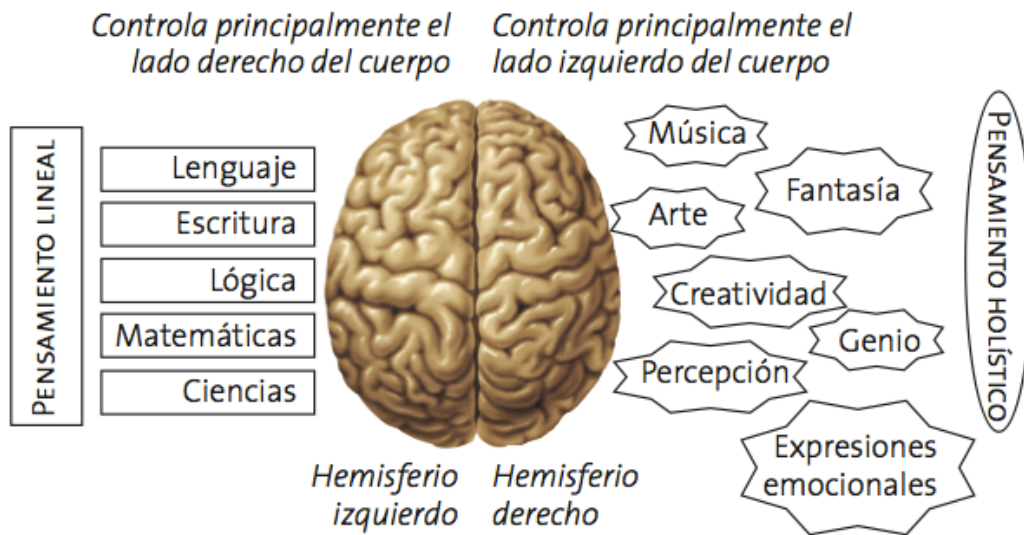 Controla principalmente el
lado derecho del cuerpo
Controla principalmente el
lado izquierdo del cuerpo
PENSAMIENTO LINEAL
Lenguaje
Escritura
Lógica
Matemáticas
Ciencias
Música
Fantasía
Arte
Creatividad
Genio
Percepción
Expresiones
emocionales
PENSAMIENTO HOLÍSTICO
Hemisferio
izquierdo
Hemisferio
derecho